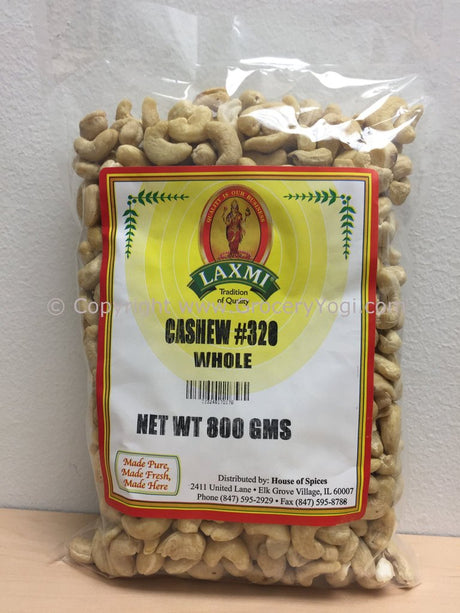 QUALITY IS OUR BUSINESS
LAXMI
Tradition
of Quality
© Copyright www.GroceryYogi.com
CASHEW #320
WHOLE
NET WT 800 GMS
Made Pure,
Made Fresh,
Made Here
Distributed by: House of Spices
2411 United Lane • Elk Grove Village, IL 60007
Phone (847) 595-2929 • Fax (847) 595-8788